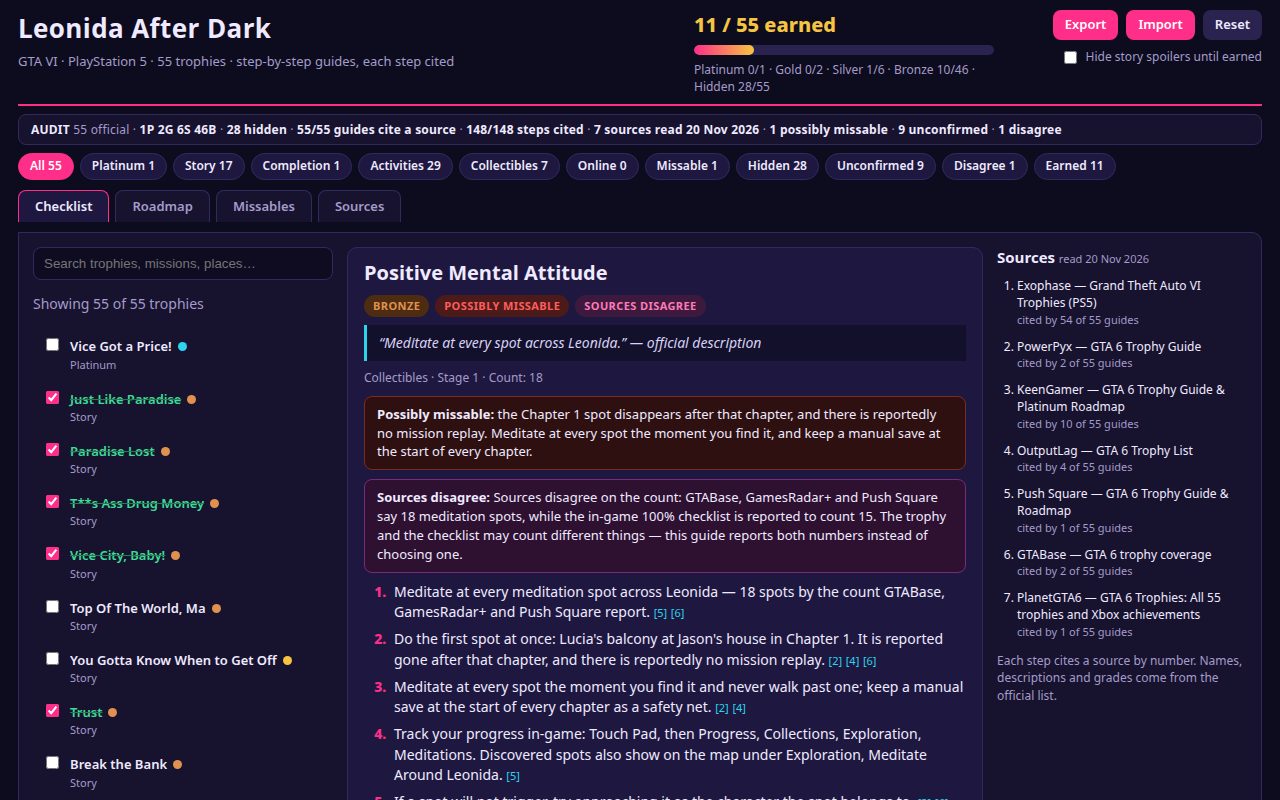 Leonida After Dark
GTA VI · PlayStation 5 · 55 trophies · step-by-step guides, each step cited
11 / 55 earned
Platinum 0/1 · Gold 0/2 · Silver 1/6 · Bronze 10/46 ·
Hidden 28/55
Export
Import
Reset
Hide story spoilers until earned
AUDIT 55 official · 1P 2G 6S 46B · 28 hidden · 55/55 guides cite a source · 148/148 steps cited · 7 sources read 20 Nov 2026 · 1 possibly missable · 9 unconfirmed · 1 disagree
All 55
Platinum 1
Story 17
Completion 1
Activities 29
Collectibles 7
Online 0
Missable 1
Hidden 28
Unconfirmed 9
Disagree 1
Earned 11
Checklist
Roadmap
Missables
Sources
Search trophies, missions, places…
Showing 55 of 55 trophies
Vice Got a Price!
Platinum
Just Like Paradise
Story
Paradise Lost
Story
T**s Ass Drug Money
Story
Vice City, Baby!
Story
Top Of The World, Ma
Story
You Gotta Know When to Get Off
Story
Trust
Story
Break the Bank
Story
Positive Mental Attitude
BRONZE
POSSIBLY MISSABLE
SOURCES DISAGREE
“Meditate at every spot across Leonida.” — official description
Collectibles · Stage 1 · Count: 18
Possibly missable: the Chapter 1 spot disappears after that chapter, and there is reportedly
no mission replay. Meditate at every spot the moment you find it, and keep a manual save at
the start of every chapter.
Sources disagree: Sources disagree on the count: GTABase, GamesRadar+ and Push Square
say 18 meditation spots, while the in-game 100% checklist is reported to count 15. The trophy
and the checklist may count different things — this guide reports both numbers instead of
choosing one.
1. Meditate at every meditation spot across Leonida — 18 spots by the count GTABase,
GamesRadar+ and Push Square report. [5] [6]
2. Do the first spot at once: Lucia's balcony at Jason's house in Chapter 1. It is reported
gone after that chapter, and there is reportedly no mission replay. [2] [4] [6]
3. Meditate at every spot the moment you find it and never walk past one; keep a manual
save at the start of every chapter as a safety net. [2] [4]
4. Track your progress in-game: Touch Pad, then Progress, Collections, Exploration,
Meditations. Discovered spots also show on the map under Exploration, Meditate
Around Leonida. [5]
Sources read 20 Nov 2026
1. Exophase — Grand Theft Auto VI
Trophies (PS5)
cited by 54 of 55 guides
2. PowerPyx — GTA 6 Trophy Guide
cited by 2 of 55 guides
3. KeenGamer — GTA 6 Trophy Guide &
Platinum Roadmap
cited by 10 of 55 guides
4. OutputLag — GTA 6 Trophy List
cited by 4 of 55 guides
5. Push Square — GTA 6 Trophy Guide &
Roadmap
cited by 1 of 55 guides
6. GTABase — GTA 6 trophy coverage
cited by 2 of 55 guides
7. PlanetGTA6 — GTA 6 Trophies: All 55
trophies and Xbox achievements
cited by 1 of 55 guides
Each step cites a source by number. Names,
descriptions and grades come from the
official list.